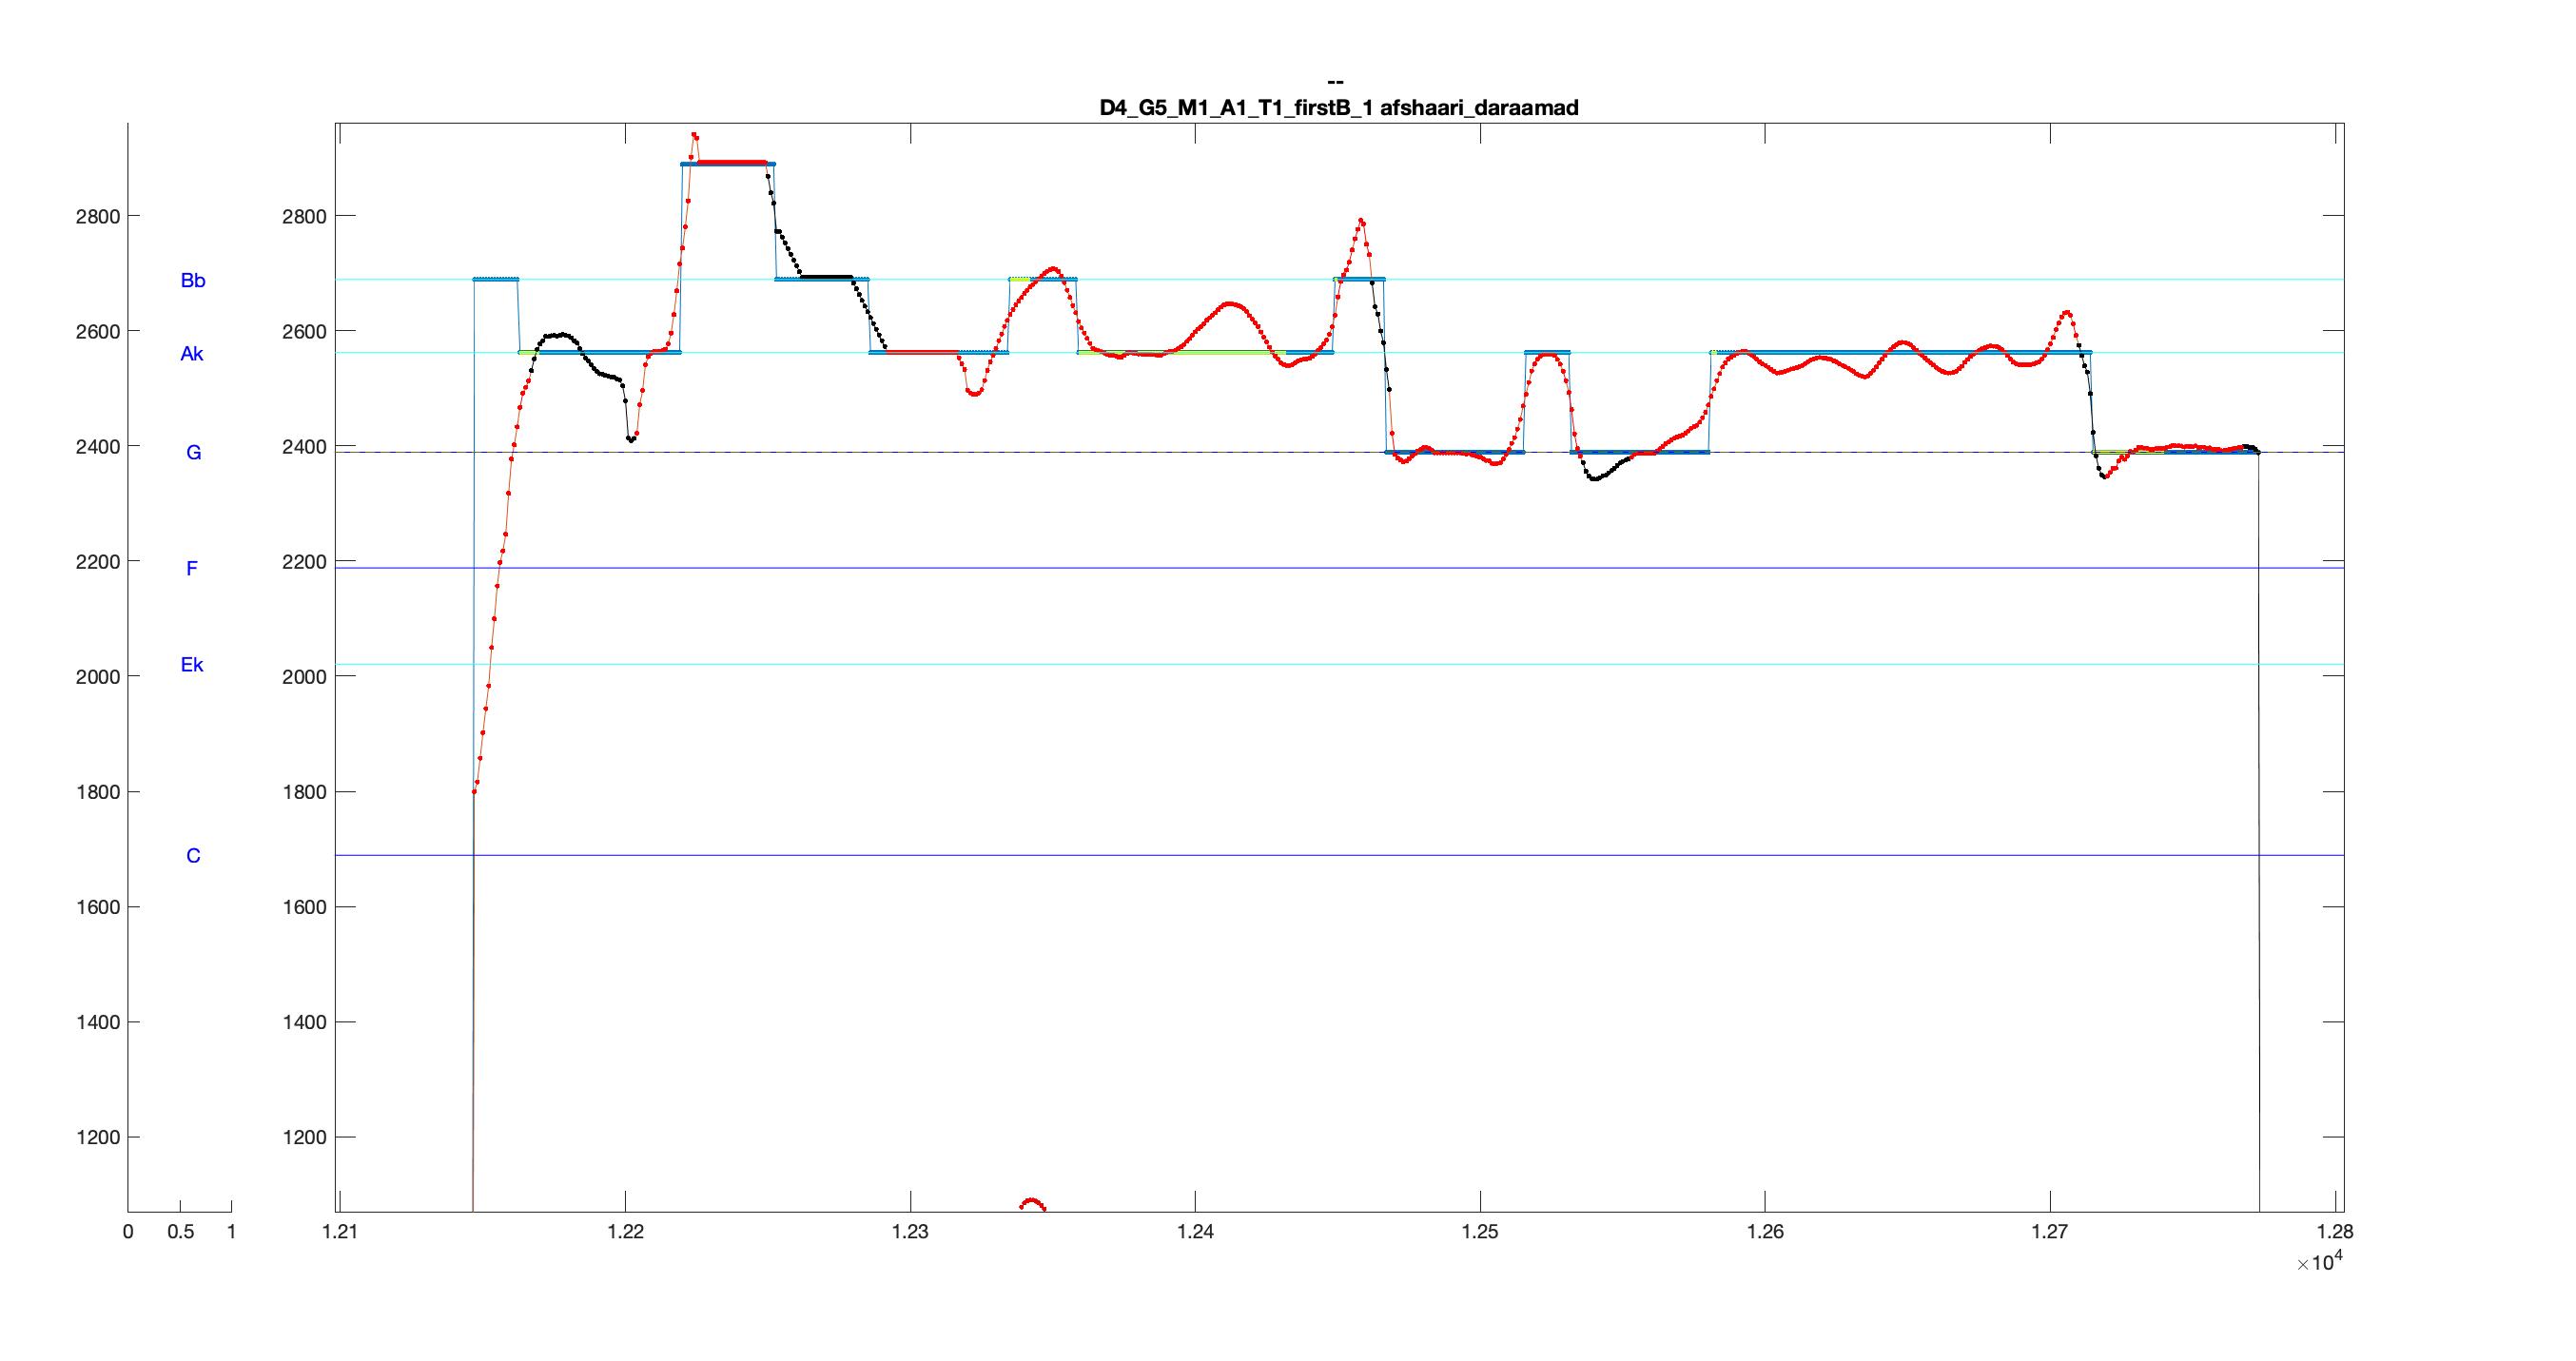 --
D4_G5_M1_A1_T1_firstB_1 afshaari_daraamad
2800 Bb 2800
2600 Ak 2600
2400 G 2400
2200 F 2200
2000 Ek 2000
1800 1800
C
1600 1600
1400 1400
1200 1200
0 0.5 1 1.21 1.22 1.23 1.24 1.25 1.26 1.27 1.28
×10^4